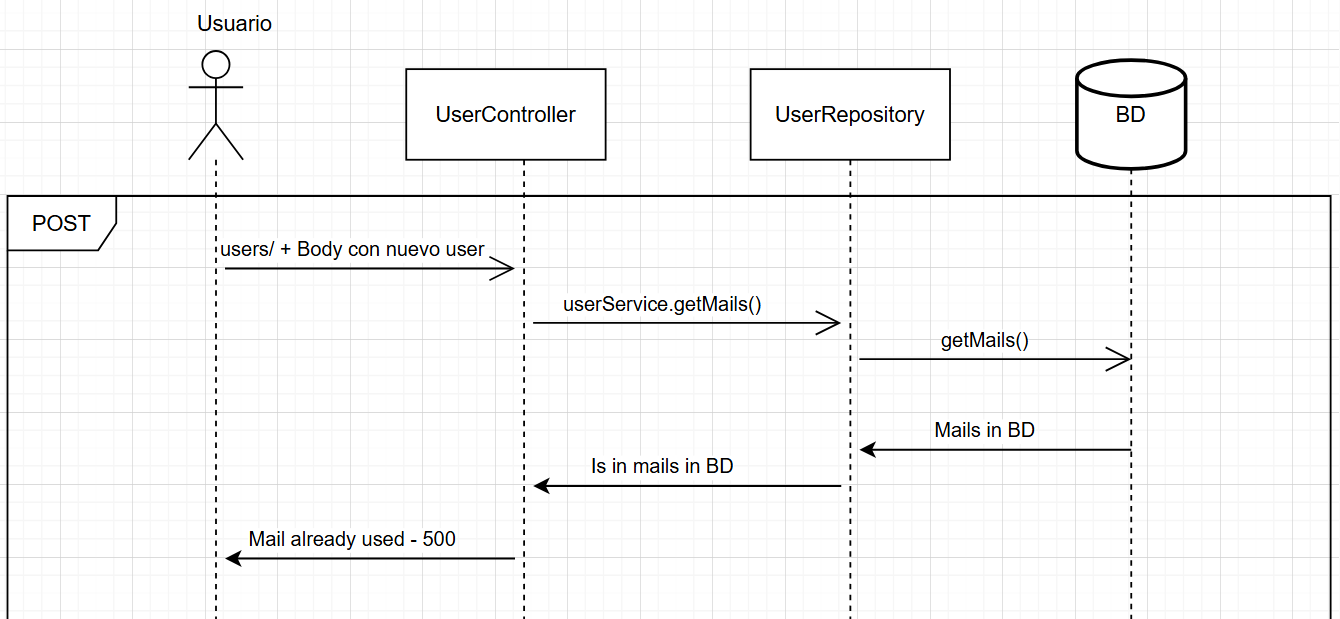 Usuario
UserController
UserRepository
BD
POST
users/ + Body con nuevo user
userService.getMails()
getMails()
Mails in BD
Is in mails in BD
Mail already used - 500